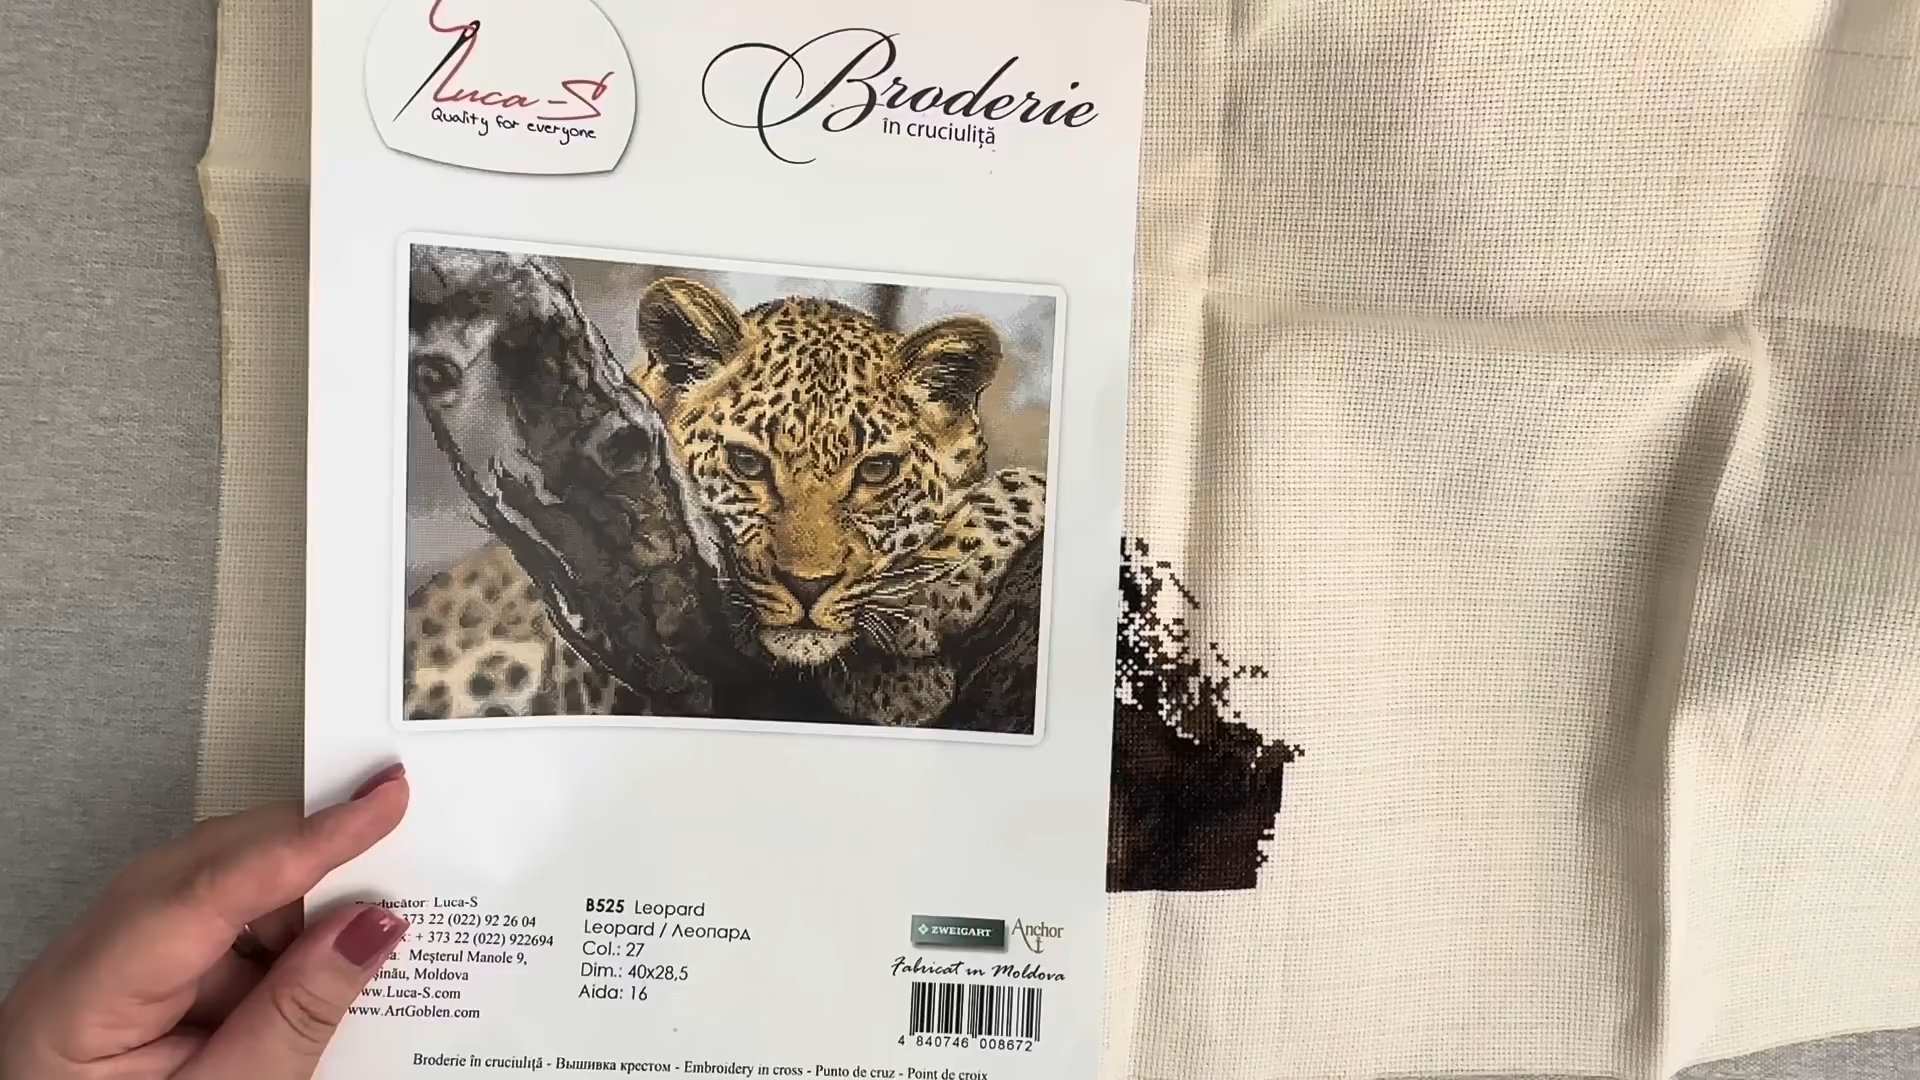 Luca-S
Quality for everyone
Broderie
în cruciuliță
Luca-S
373 22 (022) 92 26 04
+ 373 22 (022) 922694
Meșterul Manole 9,
Moldova
www.Luca-S.com
www.ArtGoblen.com
B525 Leopard
Leopard / Леопард
Col.: 27
Dim.: 40x28,5
Aida: 16
ZWEIGART
Anchor
Fabricat în Moldova
4 840746 008672
Broderie în cruciuliță - Вышивка крестом - Embroidery in cross - Punto de cruz - Point de croix